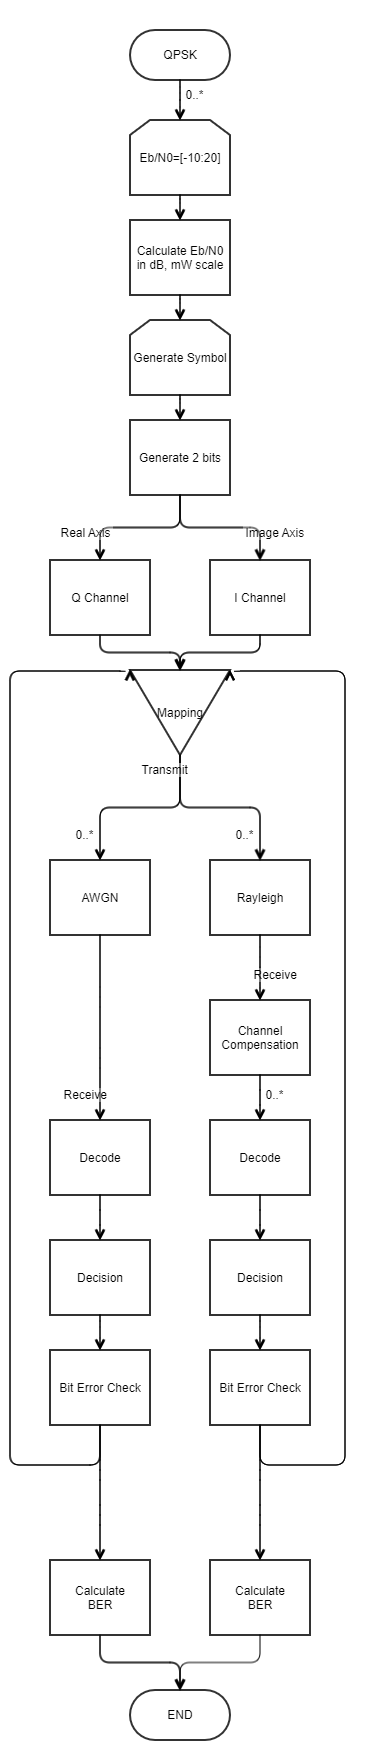 QPSK
0..*
Eb/N0=[-10:20]
Calculate Eb/N0
in dB, mW scale
Generate Symbol
Generate 2 bits
Real Axis
Image Axis
Q Channel
I Channel
Mapping
Transmit
0..*
0..*
AWGN
Rayleigh
Receive
Channel
Compensation
Receive
0..*
Decode
Decode
Decision
Decision
Bit Error Check
Bit Error Check
Calculate
BER
Calculate
BER
END